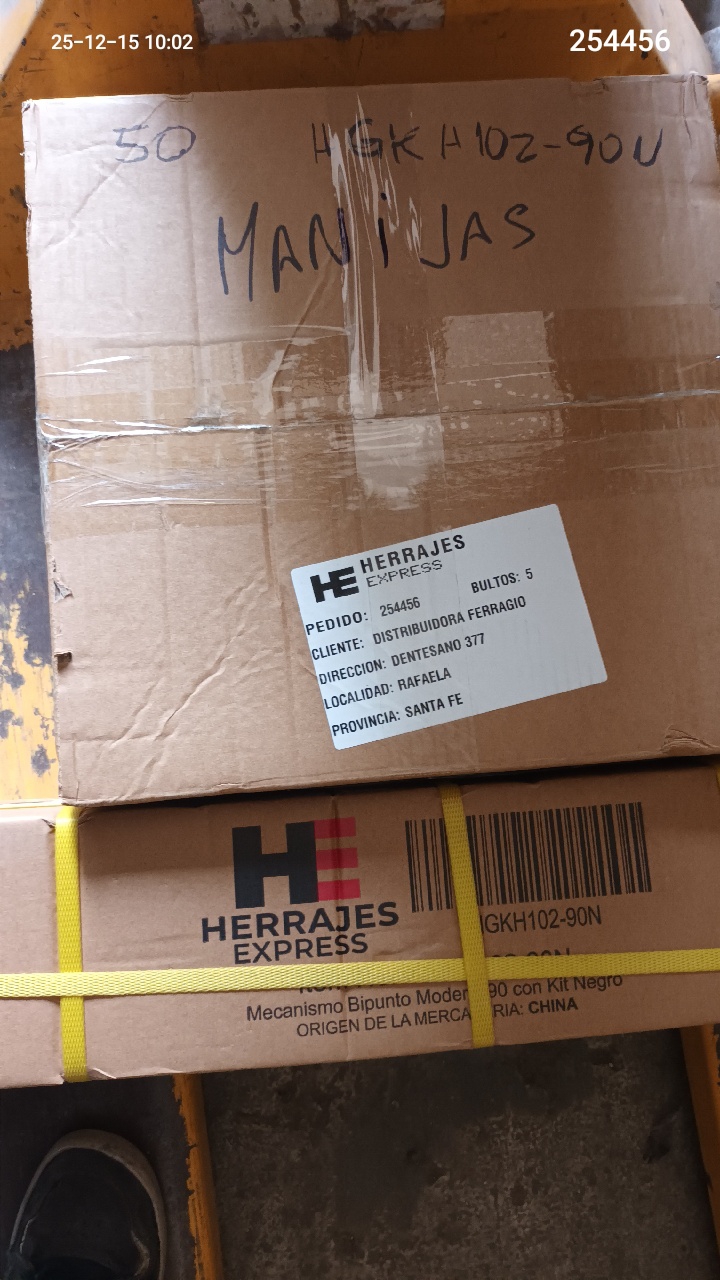 25-12-15 10:02
254456
50 HGKH102-90N
MANiJAS
HE HERRAJES
EXPRESS
PEDIDO: 254456 BULTOS: 5
CLIENTE: DISTRIBUIDORA FERRAGIO
DIRECCION: DENTESANO 377
LOCALIDAD: RAFAELA
PROVINCIA: SANTA FE
HE
HERRAJES
EXPRESS
GKH102-90N
Mecanismo Bipunto Moder 90 con Kit Negro
ORIGEN DE LA MERCA RIA: CHINA